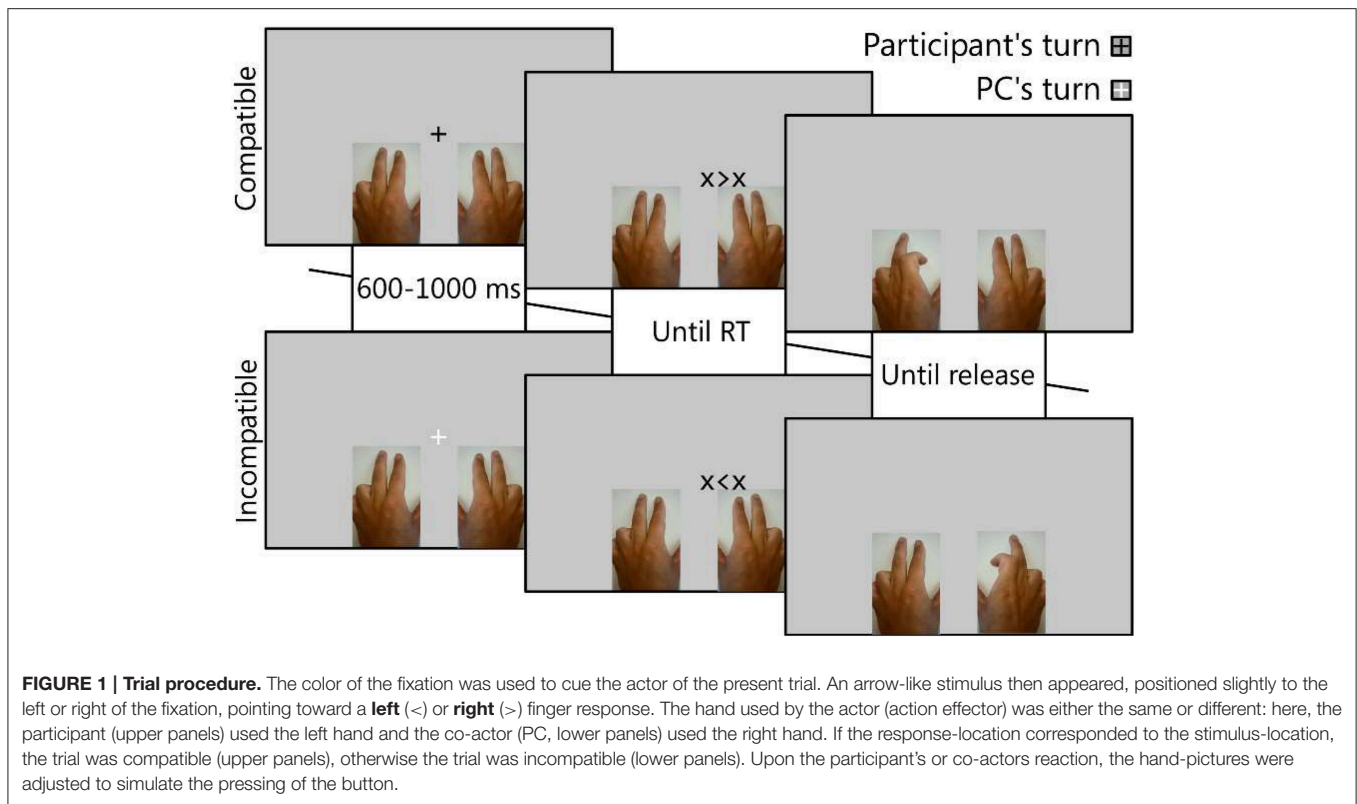 Participant's turn +
PC's turn +
Compatible
+
x>x
600-1000 ms
Until RT
Until release
Incompatible
+
x<x
FIGURE 1 | Trial procedure. The color of the fixation was used to cue the actor of the present trial. An arrow-like stimulus then appeared, positioned slightly to the
left or right of the fixation, pointing toward a left (<) or right (>) finger response. The hand used by the actor (action effector) was either the same or different: here, the
participant (upper panels) used the left hand and the co-actor (PC, lower panels) used the right hand. If the response-location corresponded to the stimulus-location,
the trial was compatible (upper panels), otherwise the trial was incompatible (lower panels). Upon the participant's or co-actors reaction, the hand-pictures were
adjusted to simulate the pressing of the button.